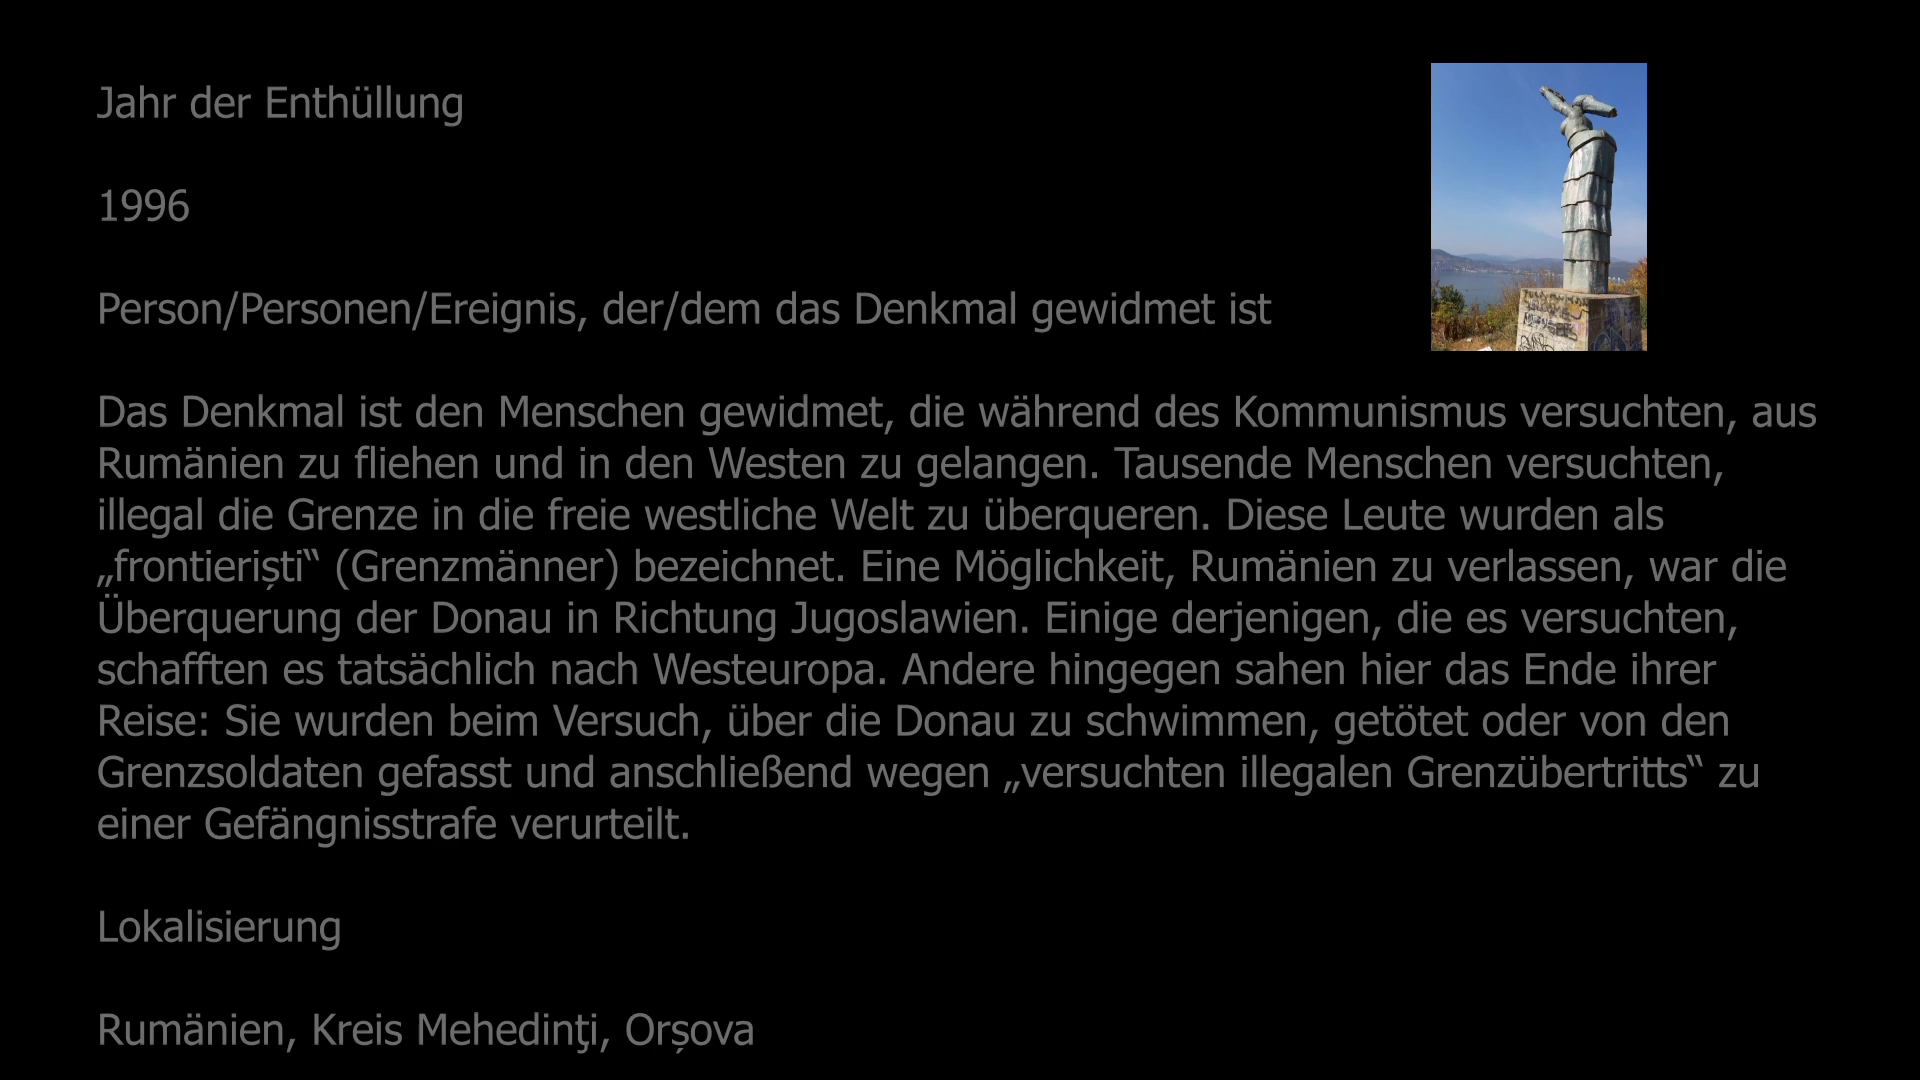 Jahr der Enthüllung
1996
Person/Personen/Ereignis, der/dem das Denkmal gewidmet ist
Das Denkmal ist den Menschen gewidmet, die während des Kommunismus versuchten, aus
Rumänien zu fliehen und in den Westen zu gelangen. Tausende Menschen versuchten,
illegal die Grenze in die freie westliche Welt zu überqueren. Diese Leute wurden als
„frontieriști“ (Grenzmänner) bezeichnet. Eine Möglichkeit, Rumänien zu verlassen, war die
Überquerung der Donau in Richtung Jugoslawien. Einige derjenigen, die es versuchten,
schafften es tatsächlich nach Westeuropa. Andere hingegen sahen hier das Ende ihrer
Reise: Sie wurden beim Versuch, über die Donau zu schwimmen, getötet oder von den
Grenzsoldaten gefasst und anschließend wegen „versuchten illegalen Grenzübertritts“ zu
einer Gefängnisstrafe verurteilt.
Lokalisierung
Rumänien, Kreis Mehedinţi, Orșova